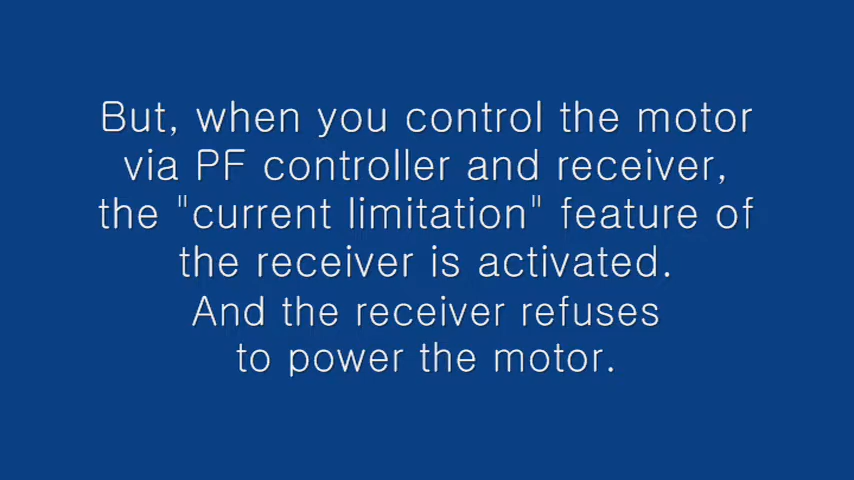 But, when you control the motor
via PF controller and receiver,
the "current limitation" feature of
the receiver is activated.
And the receiver refuses
to power the motor.